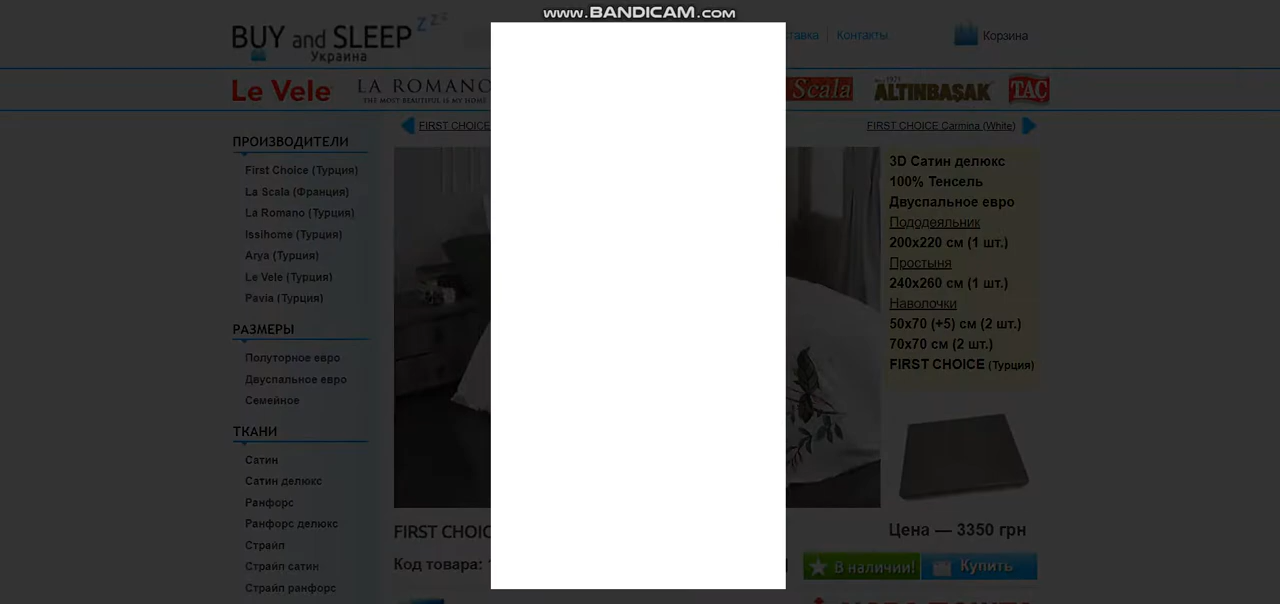 www.BANDICAM.com
BUY and SLEEP zzz
Украина
Контакты
Корзина
Le Vele
LA ROMANO
THE MOST BEAUTIFUL IS MY HOME
Scala
ALTINBAŞAK
TAC
FIRST CHOICE
FIRST CHOICE Carmina (White)
ПРОИЗВОДИТЕЛИ
First Choice (Турция)
La Scala (Франция)
La Romano (Турция)
Issihome (Турция)
Arya (Турция)
Le Vele (Турция)
Pavia (Турция)
РАЗМЕРЫ
Полуторное евро
Двуспальное евро
Семейное
ТКАНИ
Сатин
Сатин делюкс
Ранфорс
Ранфорс делюкс
Страйп
Страйп сатин
Страйп ранфорс
3D Сатин делюкс
100% Тенсель
Двуспальное евро
Пододеяльник
200x220 см (1 шт.)
Простыня
240x260 см (1 шт.)
Наволочки
50x70 (+5) см (2 шт.)
70x70 см (2 шт.)
FIRST CHOICE (Турция)
FIRST CHOIC
Код товара:
Цена — 3350 грн
В наличии!
Купить